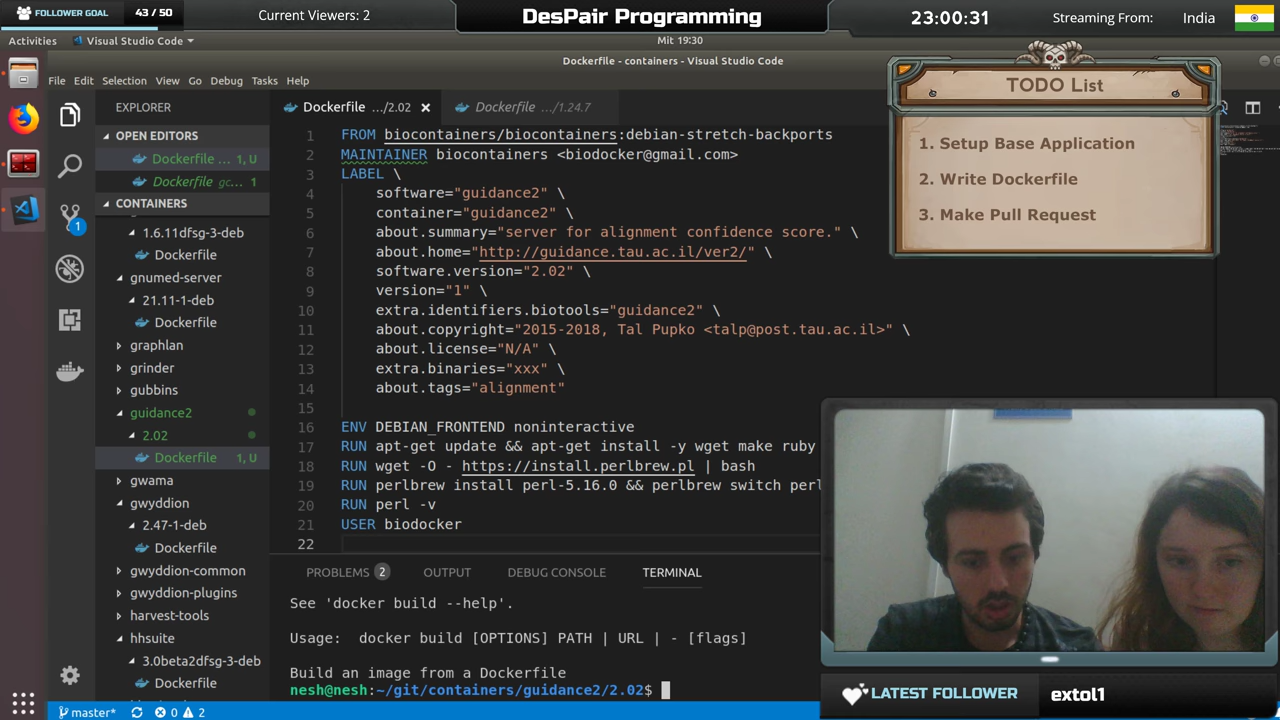 FOLLOWER GOAL 43 / 50 Current Viewers: 2 DesPair Programming 23:00:31 Streaming From: India
Activities Visual Studio Code Mit 19:30
Dockerfile - containers - Visual Studio Code
File Edit Selection View Go Debug Tasks Help
TODO List
1. Setup Base Application
2. Write Dockerfile
3. Make Pull Request
EXPLORER
OPEN EDITORS
Dockerfile ... 1, U
Dockerfile gc... 1
CONTAINERS
1.6.11dfsg-3-deb
Dockerfile
gnumed-server
21.11-1-deb
Dockerfile
graphlan
grinder
gubbins
guidance2
2.02
Dockerfile 1, U
gwama
gwyddion
2.47-1-deb
Dockerfile
gwyddion-common
gwyddion-plugins
harvest-tools
hhsuite
3.0beta2dfsg-3-deb
Dockerfile
1
Dockerfile .../2.02 Dockerfile .../1.24.7
1 FROM biocontainers/biocontainers:debian-stretch-backports
2 MAINTAINER biocontainers <biodocker@gmail.com>
3 LABEL \
4 software="guidance2" \
5 container="guidance2" \
6 about.summary="server for alignment confidence score." \
7 about.home="http://guidance.tau.ac.il/ver2/" \
8 software.version="2.02" \
9 version="1" \
10 extra.identifiers.biotools="guidance2" \
11 about.copyright="2015-2018, Tal Pupko <talp@post.tau.ac.il>" \
12 about.license="N/A" \
13 extra.binaries="xxx" \
14 about.tags="alignment"
15
16 ENV DEBIAN_FRONTEND noninteractive
17 RUN apt-get update && apt-get install -y wget make ruby
18 RUN wget -O - https://install.perlbrew.pl | bash
19 RUN perlbrew install perl-5.16.0 && perlbrew switch perl
20 RUN perl -v
21 USER biodocker
22
PROBLEMS 2 OUTPUT DEBUG CONSOLE TERMINAL
See 'docker build --help'.
Usage: docker build [OPTIONS] PATH | URL | - [flags]
Build an image from a Dockerfile
nesh@nesh:~/git/containers/guidance2/2.02$
master* 0 2
LATEST FOLLOWER extol1